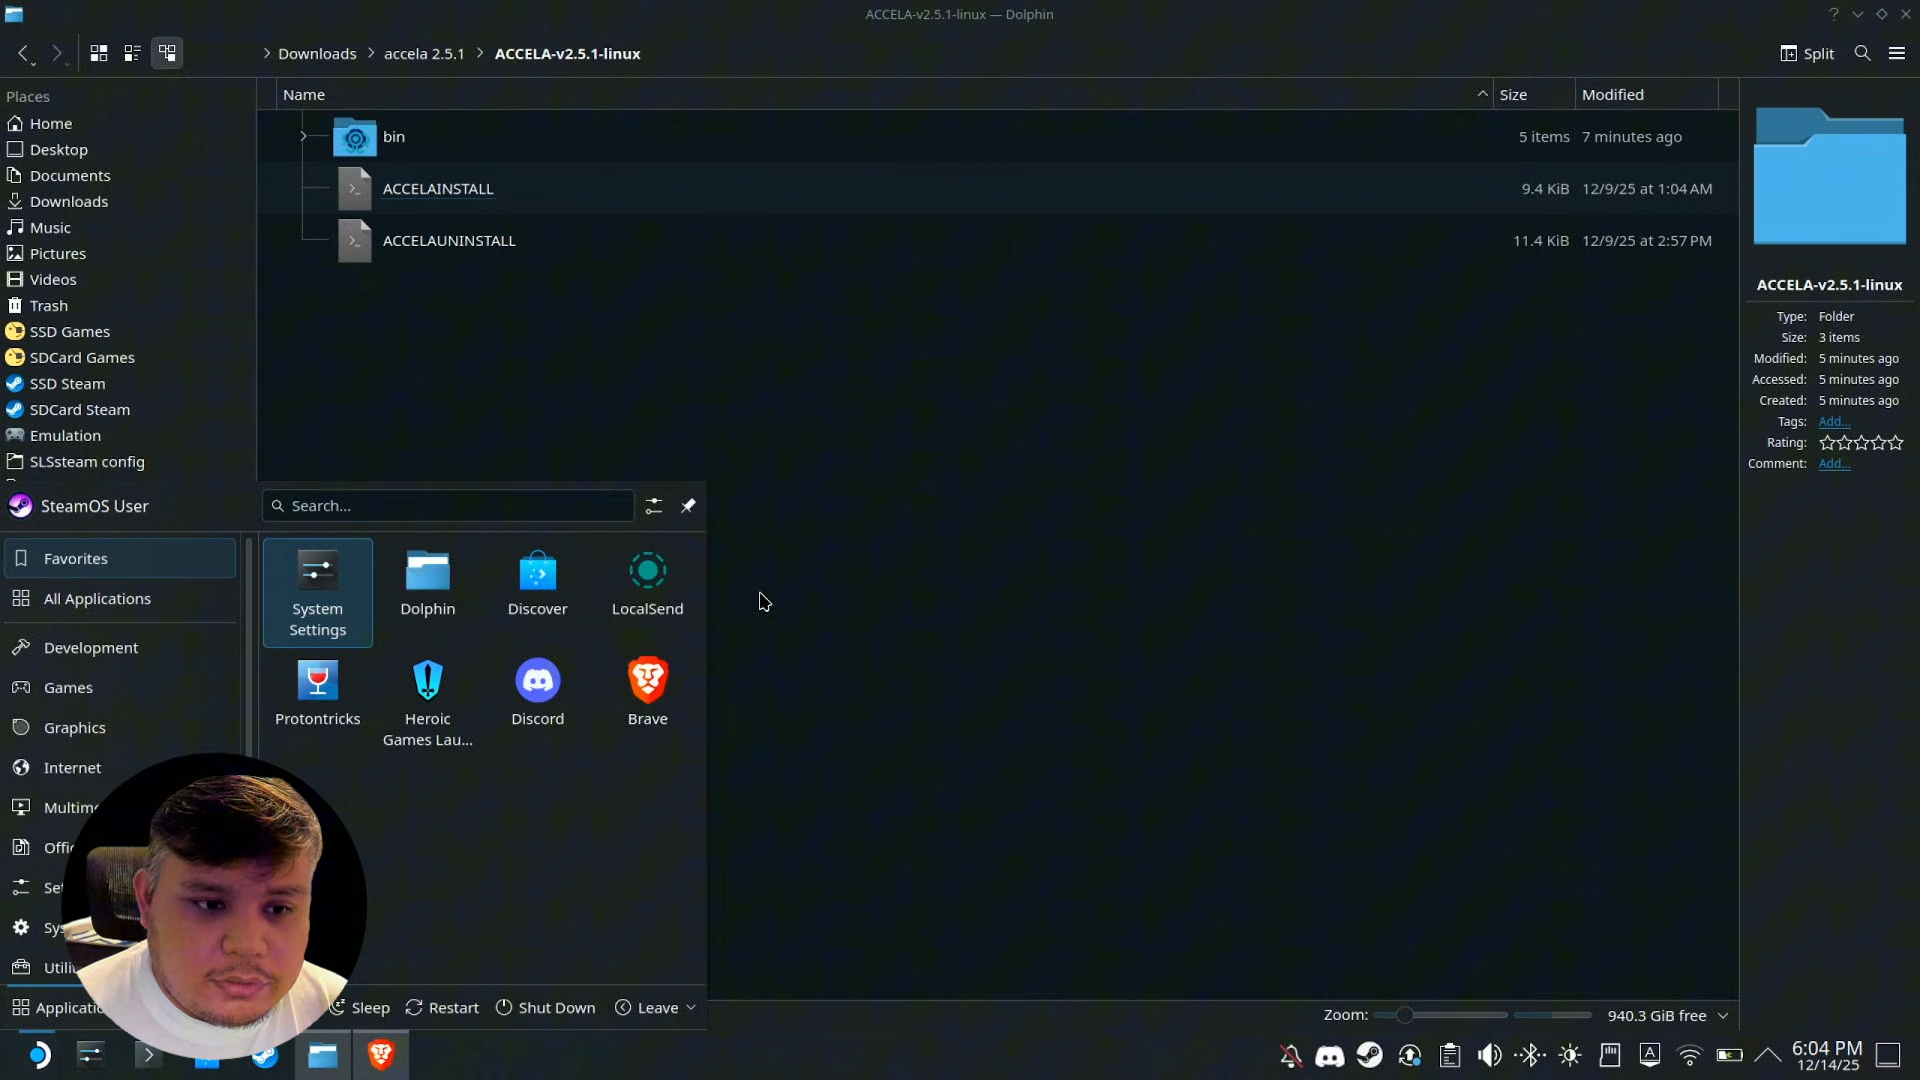 ACCELA-v2.5.1-linux — Dolphin
Downloads
accela 2.5.1
ACCELA-v2.5.1-linux
Split
Places
Home
Desktop
Documents
Downloads
Music
Pictures
Videos
Trash
SSD Games
SDCard Games
SSD Steam
SDCard Steam
Emulation
SLSsteam config
Name
Size
Modified
bin
5 items
7 minutes ago
ACCELAINSTALL
9.4 KiB
12/9/25 at 1:04 AM
ACCELAUNINSTALL
11.4 KiB
12/9/25 at 2:57 PM
ACCELA-v2.5.1-linux
Type: Folder
Size: 3 items
Modified: 5 minutes ago
Accessed: 5 minutes ago
Created: 5 minutes ago
Tags: Add...
Rating:
Comment: Add...
SteamOS User
Search...
Favorites
All Applications
Development
Games
Graphics
Internet
Multime
Offi
Se
Sys
Utili
System
Settings
Dolphin
Discover
LocalSend
Protontricks
Heroic
Games Lau...
Discord
Brave
Applicatio
Sleep
Restart
Shut Down
Leave
Zoom:
940.3 GiB free
6:04 PM
12/14/25